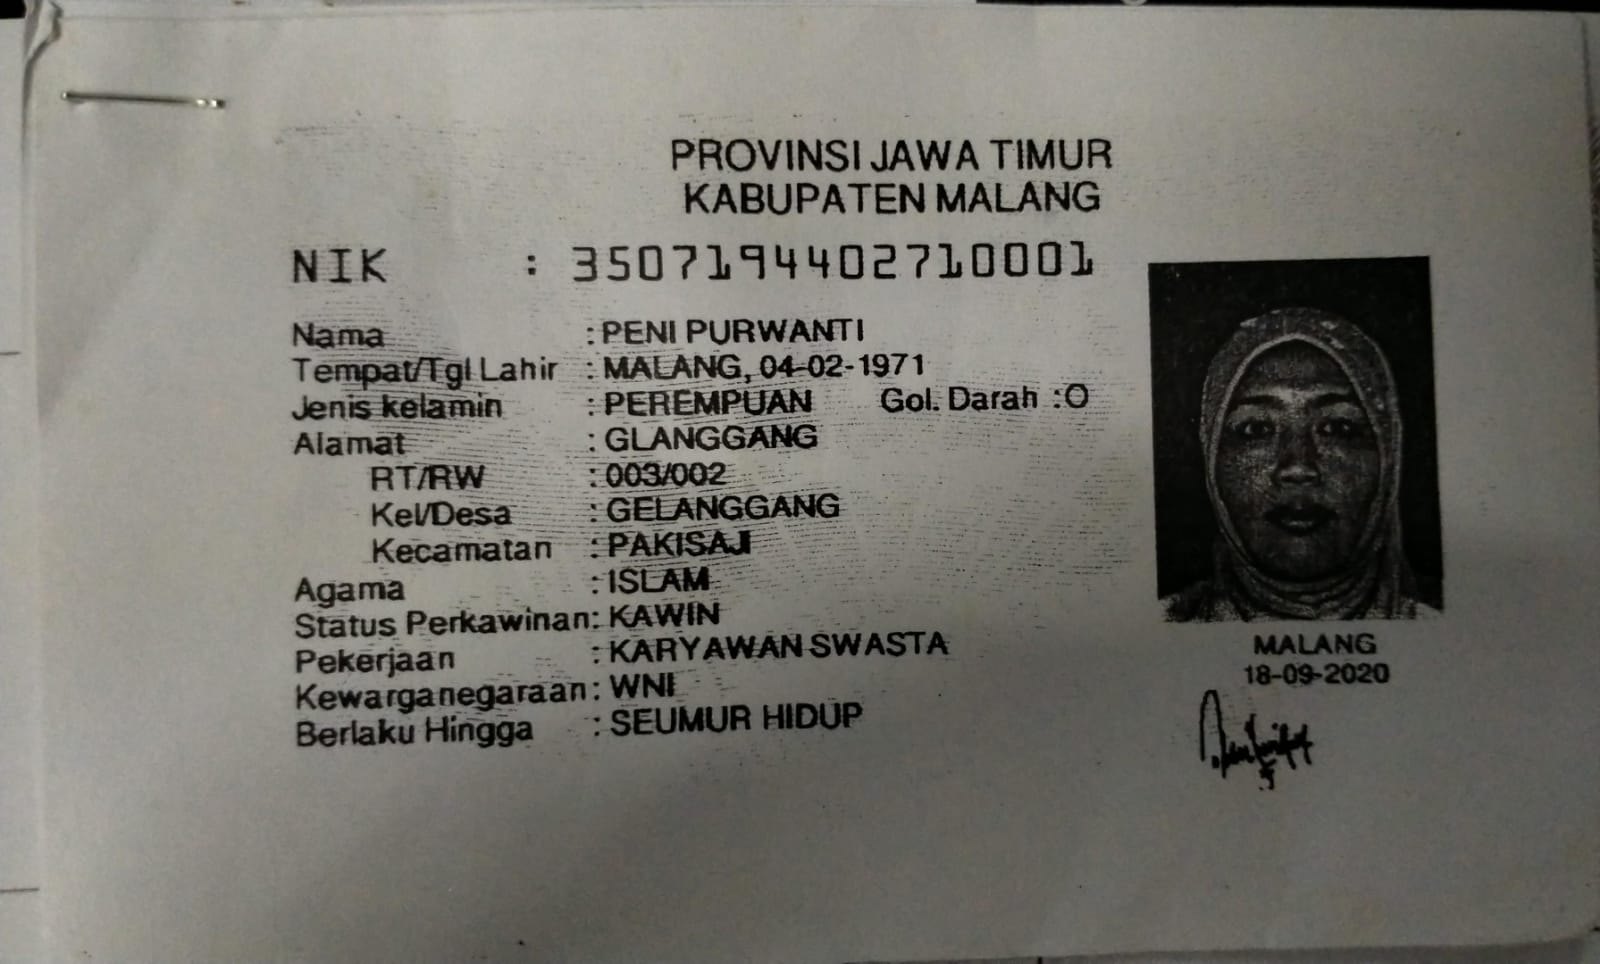 PROVINSI JAWA TIMUR
KABUPATEN MALANG
NIK : 3507194402710001
Nama : PENI PURWANTI
Tempat/Tgl Lahir : MALANG, 04-02-1971
Jenis kelamin : PEREMPUAN Gol. Darah : O
Alamat : GLANGGANG
RT/RW : 003/002
Kel/Desa : GELANGGANG
Kecamatan : PAKISAJI
Agama : ISLAM
Status Perkawinan : KAWIN
Pekerjaan : KARYAWAN SWASTA
Kewarganegaraan : WNI
Berlaku Hingga : SEUMUR HIDUP
MALANG
18-09-2020